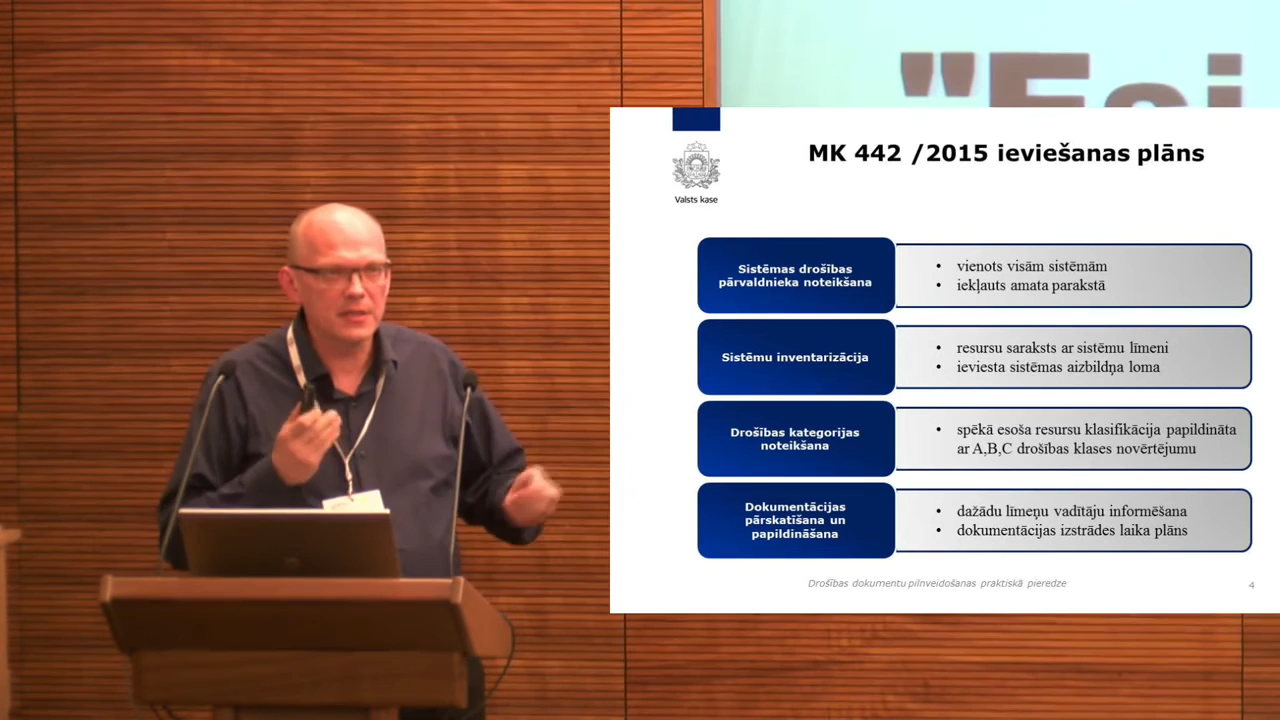 "Esi
MK 442 /2015 ieviešanas plāns
Valsts kase
Sistēmas drošības
pārvaldnieka noteikšana
• vienots visām sistēmām
• iekļauts amata parakstā
Sistēmu inventarizācija
• resursu saraksts ar sistēmu līmeni
• ieviesta sistēmas aizbildņa loma
Drošības kategorijas
noteikšana
• spēkā esoša resursu klasifikācija papildināta
ar A,B,C drošības klases novērtējumu
Dokumentācijas
pārskatīšana un
papildināšana
• dažādu līmeņu vadītāju informēšana
• dokumentācijas izstrādes laika plāns
Drošības dokumentu pilnveidošanas praktiskā pieredze
4